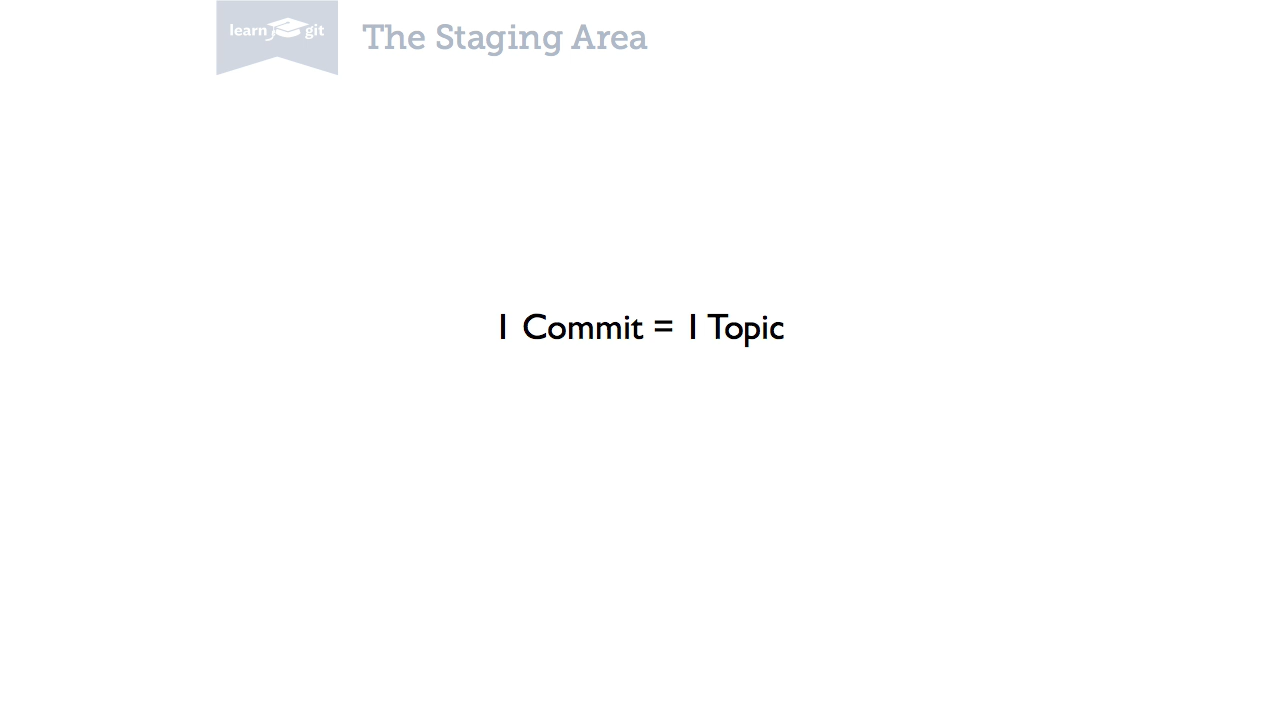 learn git
The Staging Area
1 Commit = 1 Topic